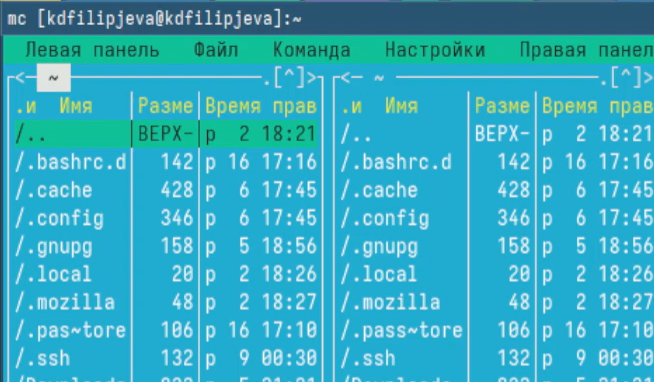 mc [kdfilipjeva@kdfilipjeva]:~
Левая панель Файл Команда Настройки Правая панел
<— ~ .[^]> <— ~ .[^]>
.и Имя Разме Время прав .и Имя Разме Время прав
/.. ВЕРХ- р 2 18:21 /.. ВЕРХ- р 2 18:21
/.bashrc.d 142 р 16 17:16 /.bashrc.d 142 р 16 17:16
/.cache 428 р 6 17:45 /.cache 428 р 6 17:45
/.config 346 р 6 17:45 /.config 346 р 6 17:45
/.gnupg 158 р 5 18:56 /.gnupg 158 р 5 18:56
/.local 20 р 2 18:26 /.local 20 р 2 18:26
/.mozilla 48 р 2 18:27 /.mozilla 48 р 2 18:27
/.pas~tore 106 р 16 17:10 /.pass~tore 106 р 16 17:10
/.ssh 132 р 9 00:30 /.ssh 132 р 9 00:30